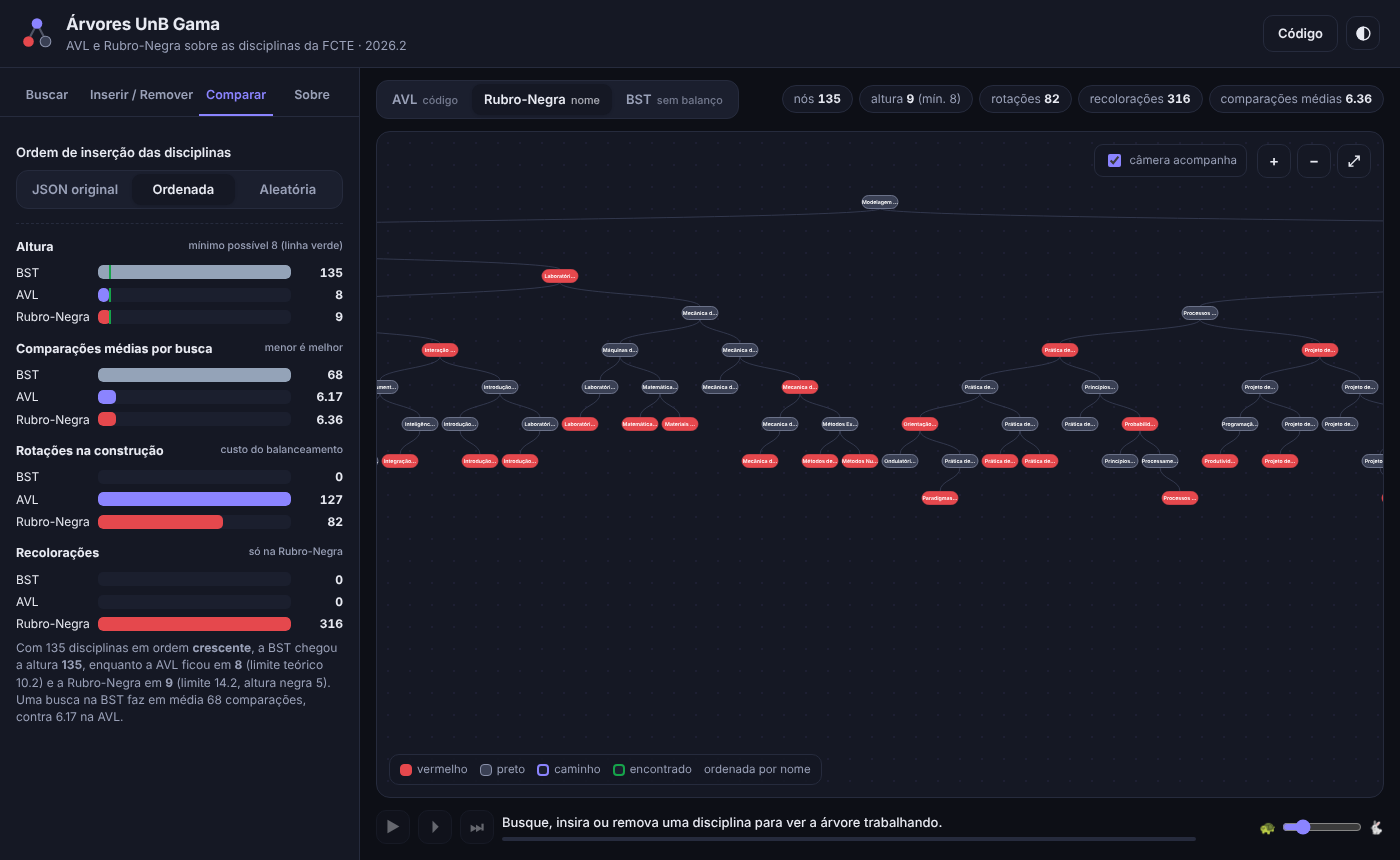 Árvores UnB Gama
AVL e Rubro-Negra sobre as disciplinas da FCTE · 2026.2
Código
Buscar
Inserir / Remover
Comparar
Sobre
Ordem de inserção das disciplinas
JSON original
Ordenada
Aleatória
Altura
mínimo possível 8 (linha verde)
BST 135
AVL 8
Rubro-Negra 9
Comparações médias por busca
menor é melhor
BST 68
AVL 6.17
Rubro-Negra 6.36
Rotações na construção
custo do balanceamento
BST 0
AVL 127
Rubro-Negra 82
Recolorações
só na Rubro-Negra
BST 0
AVL 0
Rubro-Negra 316
Com 135 disciplinas em ordem crescente, a BST chegou
a altura 135, enquanto a AVL ficou em 8 (limite teórico
10.2) e a Rubro-Negra em 9 (limite 14.2, altura negra 5).
Uma busca na BST faz em média 68 comparações,
contra 6.17 na AVL.
AVL código
Rubro-Negra nome
BST sem balanço
nós 135
altura 9 (mín. 8)
rotações 82
recolorações 316
comparações médias 6.36
câmera acompanha
+
−
Modelagem ...
Laboratóri...
Mecânica d...
Processos ...
Interação ...
Máquinas d...
Mecânica d...
Prática de...
Projeto de...
Introdução...
Laboratóri...
Matemática...
Mecânica d...
Mecanica d...
Prática de...
Princípios...
Projeto de...
Projeto de...
Inteligênc...
Introdução...
Laboratóri...
Laboratóri...
Matemática...
Materiais ...
Mecanica d...
Métodos Ex...
Orientação...
Prática de...
Prática de...
Probabilid...
Programaçã...
Projeto de...
Projeto de...
Integração...
Introdução...
Introdução...
Mecânica d...
Métodos de...
Métodos Nu...
Ondulatóri...
Prática de...
Prática de...
Prática de...
Princípios...
Processame...
Produtivid...
Projeto de...
Projeto
Paradigmas...
Processos ...
vermelho
preto
caminho
encontrado
ordenada por nome
Busque, insira ou remova uma disciplina para ver a árvore trabalhando.